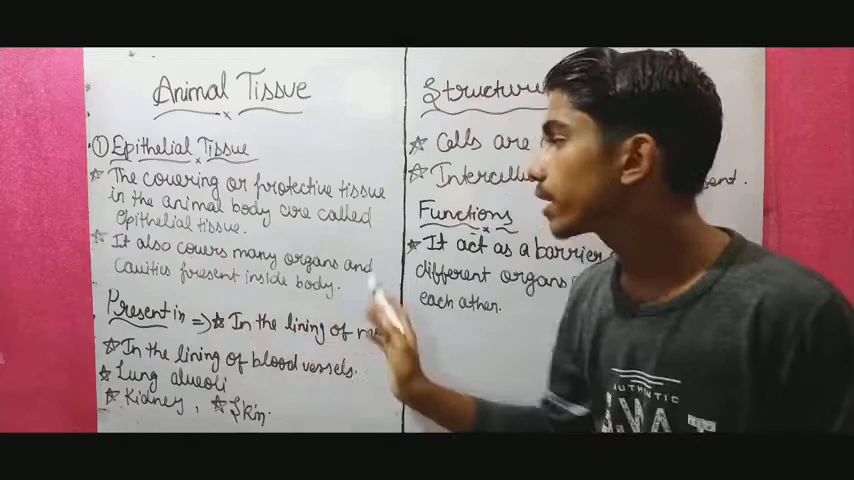 Animal Tissue
① Epithelial Tissue
The covering or protective tissue
in the animal body are called
Epithelial tissue.
It also covers many organs and
cavities present inside body.
Present in => In the lining of
In the lining of blood vessels.
Lung alveoli
Kidney, Skin.
Structure
Cells are
present.
Functions
It act as a barrier
different organs
each other.
AUTHENTIC